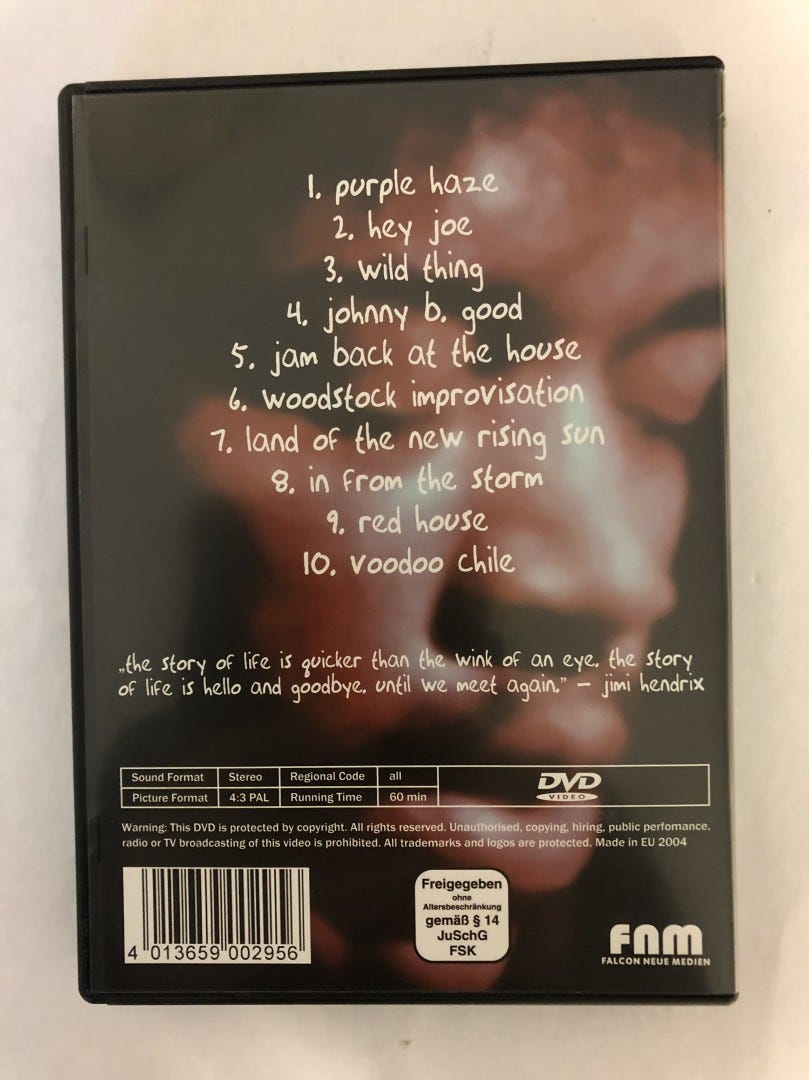 1. purple haze
2. hey joe
3. wild thing
4. johnny b. good
5. jam back at the house
6. woodstock improvisation
7. land of the new rising sun
8. in from the storm
9. red house
10. voodoo chile
„the story of life is quicker than the wink of an eye. the story
of life is hello and goodbye. until we meet again.” – jimi hendrix
Sound Format Stereo Regional Code all
Picture Format 4:3 PAL Running Time 60 min
DVD
VIDEO
Warning: This DVD is protected by copyright. All rights reserved. Unauthorised, copying, hiring, public perfomance,
radio or TV broadcasting of this video is prohibited. All trademarks and logos are protected. Made in EU 2004
4 013659 002956
Freigegeben
ohne
Altersbeschränkung
gemäß § 14
JuSchG
FSK
FNM
FALCON NEUE MEDIEN